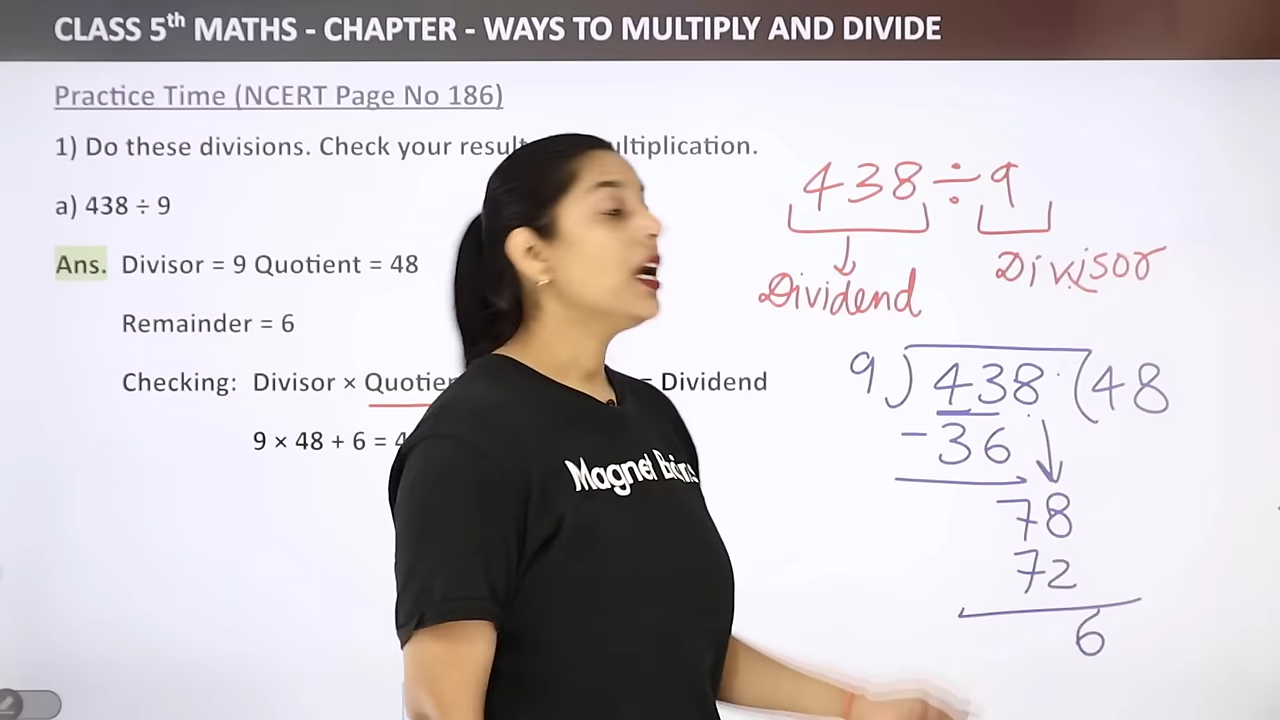 CLASS 5th MATHS - CHAPTER - WAYS TO MULTIPLY AND DIVIDE
Practice Time (NCERT Page No 186)
1) Do these divisions. Check your result ultiplication.
a) 438 ÷ 9
Ans. Divisor = 9 Quotient = 48
Remainder = 6
Checking: Divisor × Quotien = Dividend
9 × 48 + 6 = 4
Magnet Brains
438 ÷ 9
Dividend
Divisor
9) 438 (48
-36
78
72
6